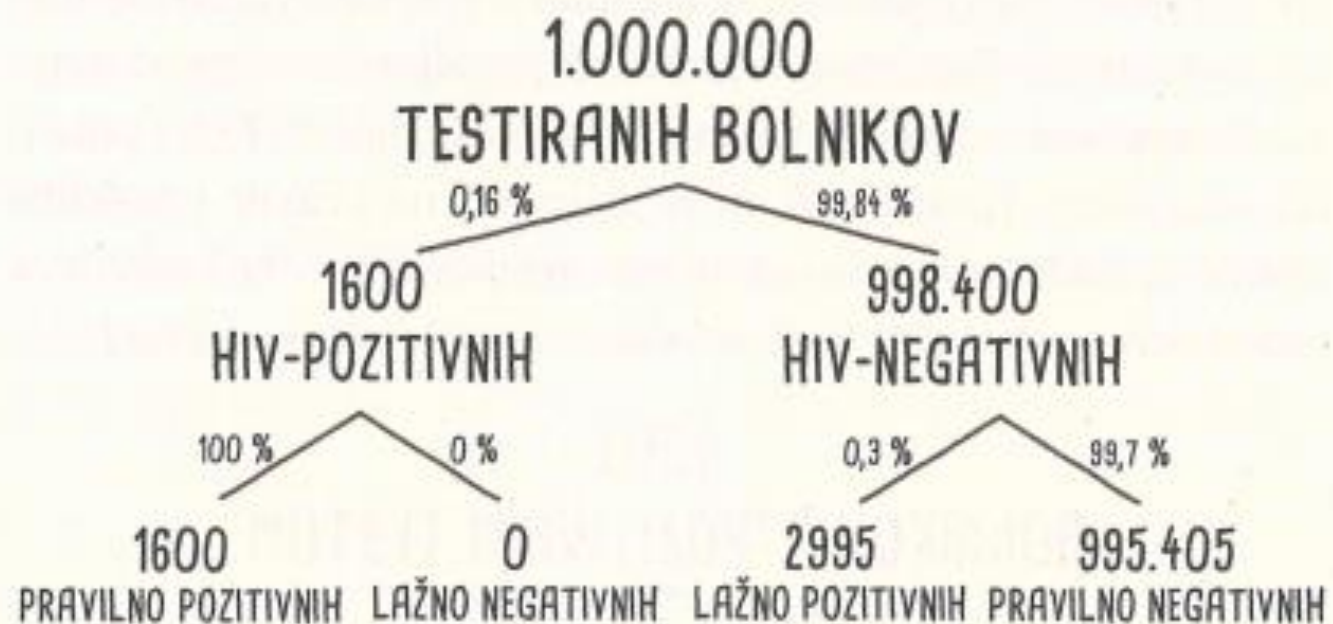 1.000.000
TESTIRANIH BOLNIKOV
0,16 % 99,84 %
1600 998.400
HIV-POZITIVNIH HIV-NEGATIVNIH
100 % 0 % 0,3 % 99,7 %
1600 0 2995 995.405
PRAVILNO POZITIVNIH LAŽNO NEGATIVNIH LAŽNO POZITIVNIH PRAVILNO NEGATIVNIH